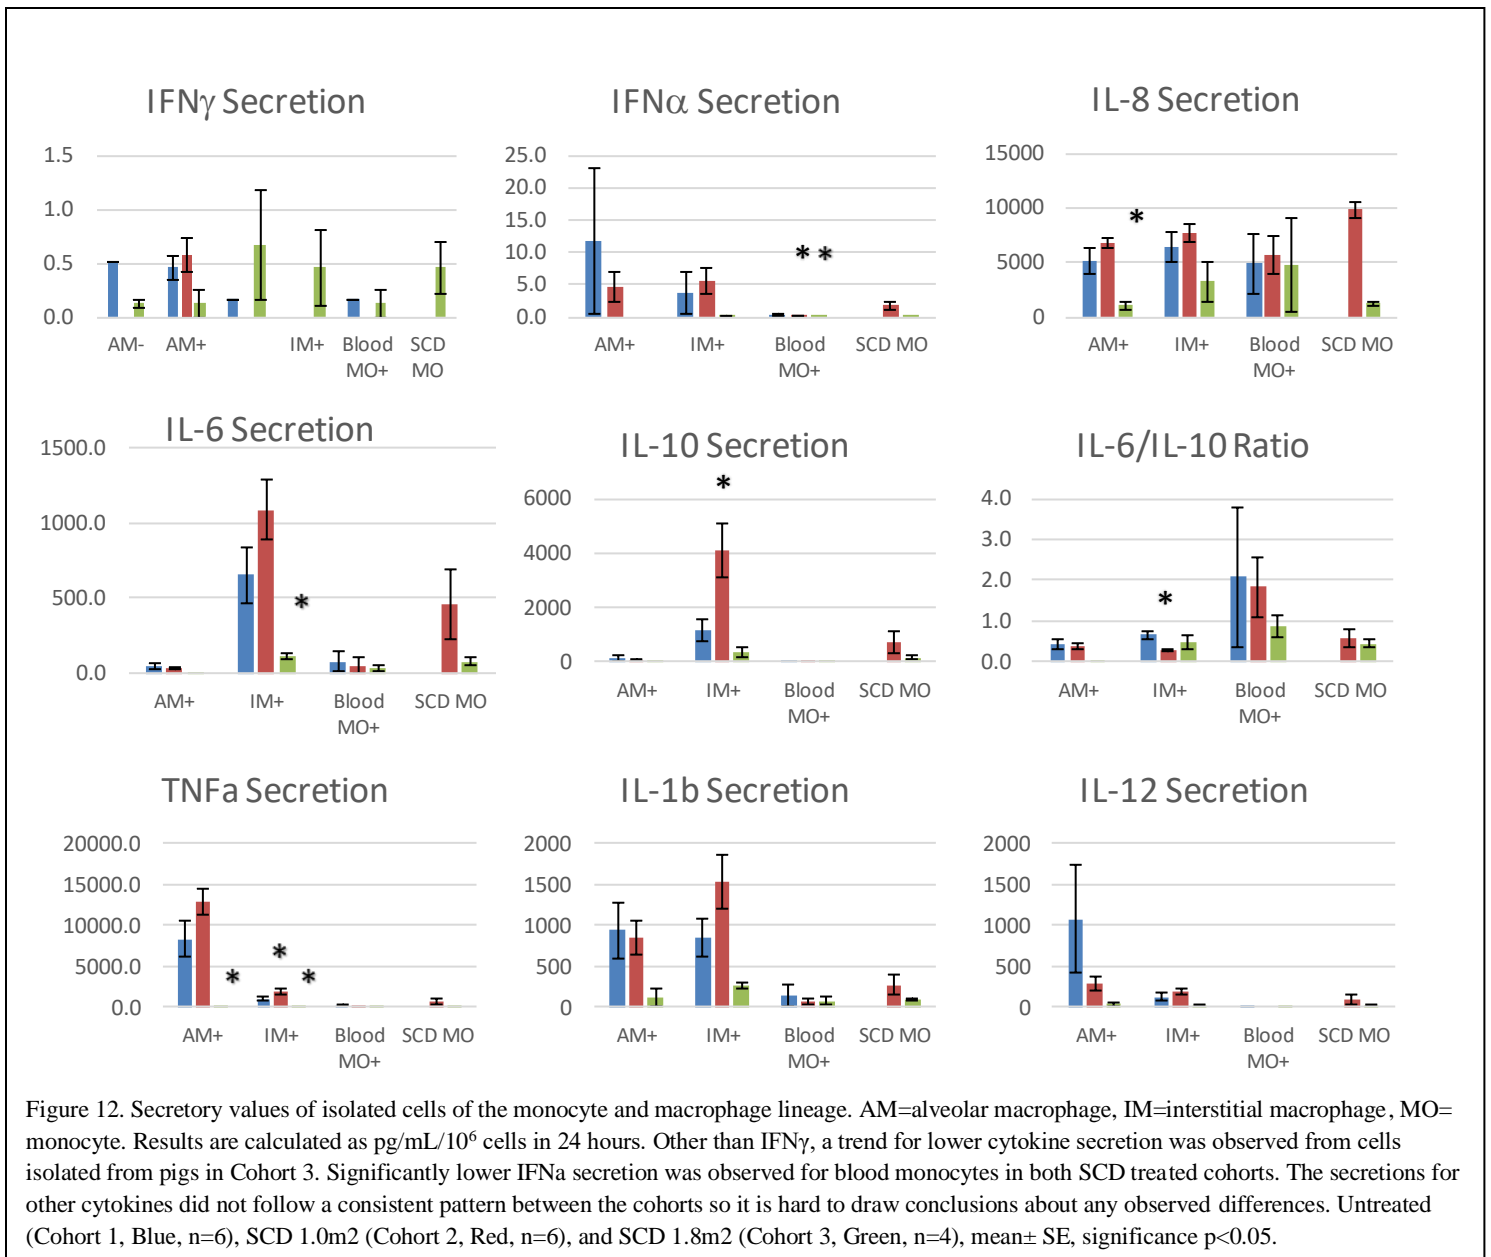 IFNγ Secretion
1.5
1.0
0.5
0.0
AM- AM+ IM+ Blood MO+ SCD MO
IFNα Secretion
25.0
20.0
15.0
10.0
5.0
0.0
* *
AM+ IM+ Blood MO+ SCD MO
IL-8 Secretion
15000
10000
5000
0
*
AM+ IM+ Blood MO+ SCD MO
IL-6 Secretion
1500.0
1000.0
500.0
0.0
*
AM+ IM+ Blood MO+ SCD MO
IL-10 Secretion
6000
4000
2000
0
*
AM+ IM+ Blood MO+ SCD MO
IL-6/IL-10 Ratio
4.0
3.0
2.0
1.0
0.0
*
AM+ IM+ Blood MO+ SCD MO
TNFa Secretion
20000.0
15000.0
10000.0
5000.0
0.0
* * *
AM+ IM+ Blood MO+ SCD MO
IL-1b Secretion
2000
1500
1000
500
0
AM+ IM+ Blood MO+ SCD MO
IL-12 Secretion
2000
1500
1000
500
0
AM+ IM+ Blood MO+ SCD MO
Figure 12. Secretory values of isolated cells of the monocyte and macrophage lineage. AM=alveolar macrophage, IM=interstitial macrophage, MO=
monocyte. Results are calculated as pg/mL/10⁶ cells in 24 hours. Other than IFNγ, a trend for lower cytokine secretion was observed from cells
isolated from pigs in Cohort 3. Significantly lower IFNa secretion was observed for blood monocytes in both SCD treated cohorts. The secretions for
other cytokines did not follow a consistent pattern between the cohorts so it is hard to draw conclusions about any observed differences. Untreated
(Cohort 1, Blue, n=6), SCD 1.0m2 (Cohort 2, Red, n=6), and SCD 1.8m2 (Cohort 3, Green, n=4), mean± SE, significance p<0.05.